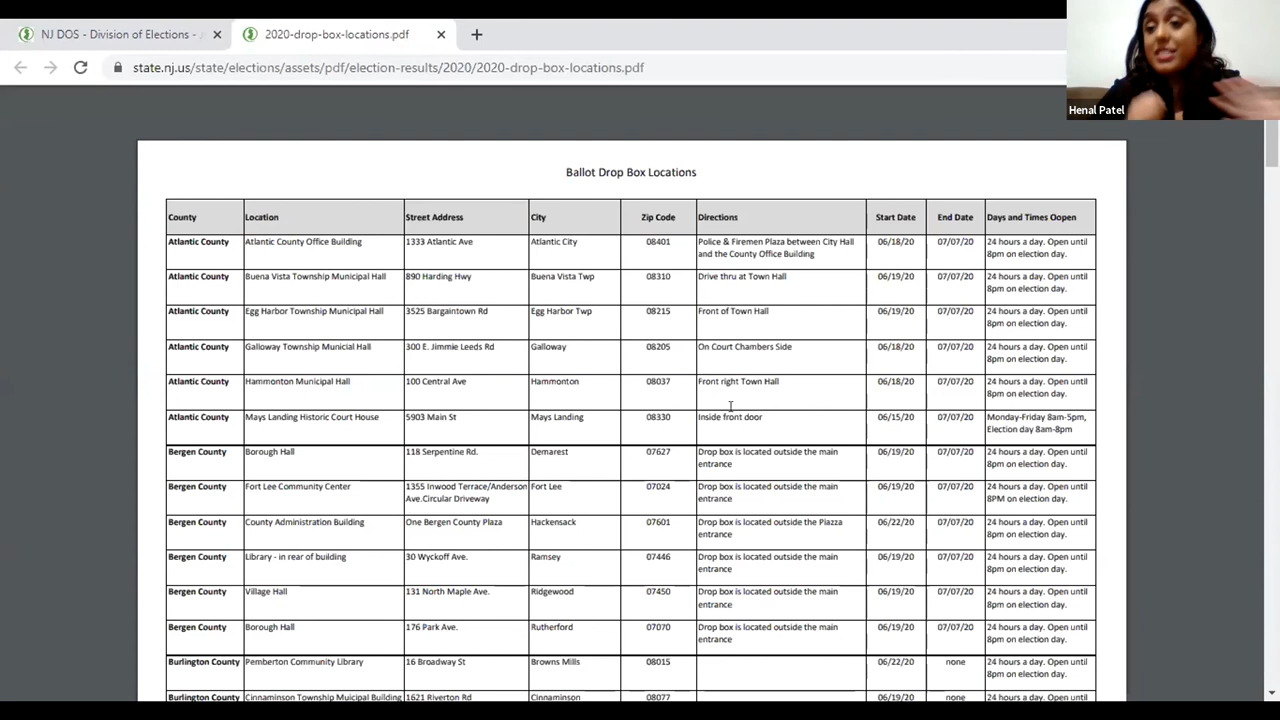 NJ DOS - Division of Elections -
2020-drop-box-locations.pdf
state.nj.us/state/elections/assets/pdf/election-results/2020/2020-drop-box-locations.pdf
Henal Patel
Ballot Drop Box Locations
County Location Street Address City Zip Code Directions Start Date End Date Days and Times Oopen
Atlantic County Atlantic County Office Building 1333 Atlantic Ave Atlantic City 08401 Police & Firemen Plaza between City Hall 06/18/20 07/07/20 24 hours a day. Open until
and the County Office Building 8pm on election day.
Atlantic County Buena Vista Township Municipal Hall 890 Harding Hwy Buena Vista Twp 08310 Drive thru at Town Hall 06/19/20 07/07/20 24 hours a day. Open until
8pm on election day.
Atlantic County Egg Harbor Township Municipal Hall 3525 Bargaintown Rd Egg Harbor Twp 08215 Front of Town Hall 06/19/20 07/07/20 24 hours a day. Open until
8pm on election day.
Atlantic County Galloway Township Municial Hall 300 E. Jimmie Leeds Rd Galloway 08205 On Court Chambers Side 06/18/20 07/07/20 24 hours a day. Open until
8pm on election day.
Atlantic County Hammonton Municipal Hall 100 Central Ave Hammonton 08037 Front right Town Hall 06/18/20 07/07/20 24 hours a day. Open until
8pm on election day.
Atlantic County Mays Landing Historic Court House 5903 Main St Mays Landing 08330 Inside front door 06/15/20 07/07/20 Monday-Friday 8am-5pm,
Election day 8am-8pm
Bergen County Borough Hall 118 Serpentine Rd. Demarest 07627 Drop box is located outside the main 06/19/20 07/07/20 24 hours a day. Open until
entrance 8pm on election day.
Bergen County Fort Lee Community Center 1355 Inwood Terrace/Anderson Fort Lee 07024 Drop box is located outside the main 06/19/20 07/07/20 24 hours a day. Open until
Ave.Circular Driveway entrance 8PM on election day.
Bergen County County Administration Building One Bergen County Plaza Hackensack 07601 Drop box is located outside the Piazza 06/22/20 07/07/20 24 hours a day. Open until
entrance 8pm on election day.
Bergen County Library - in rear of building 30 Wyckoff Ave. Ramsey 07446 Drop box is located outside the main 06/19/20 07/07/20 24 hours a day. Open until
entrance 8pm on election day.
Bergen County Village Hall 131 North Maple Ave. Ridgewood 07450 Drop box is located outside the main 06/19/20 07/07/20 24 hours a day. Open until
entrance 8pm on election day.
Bergen County Borough Hall 176 Park Ave. Rutherford 07070 Drop box is located outside the main 06/19/20 07/07/20 24 hours a day. Open until
entrance 8pm on election day.
Burlington County Pemberton Community Library 16 Broadway St Browns Mills 08015 06/22/20 none 24 hours a day. Open until
8pm on election day.
Burlington County Cinnaminson Township Muicipal Building 1621 Riverton Rd Cinnaminson 08077 06/19/20 none 24 hours a day. Open until